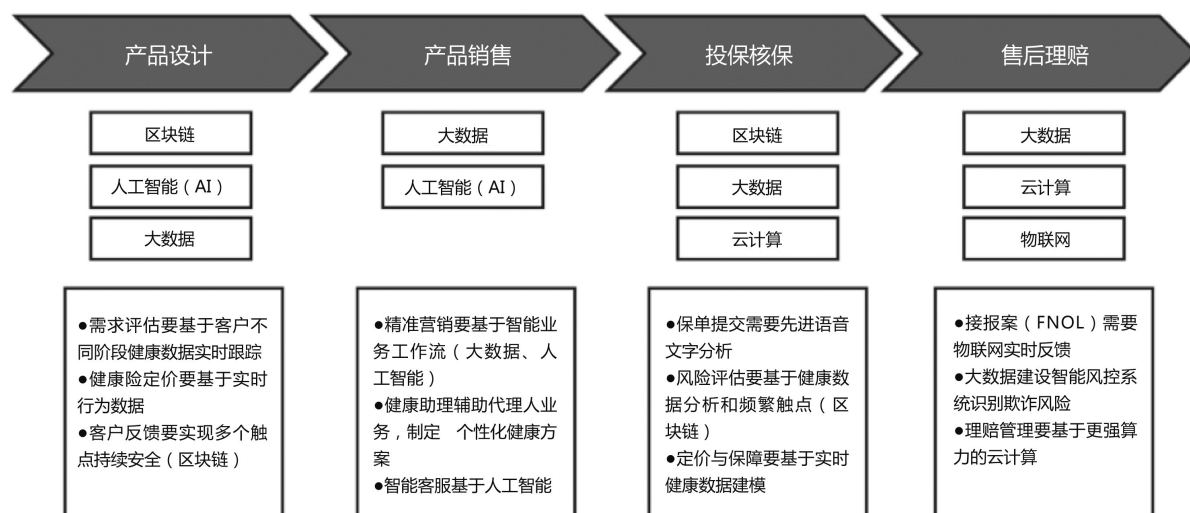 产品设计
产品销售
投保核保
售后理赔
区块链
人工智能（AI）
大数据
大数据
人工智能（AI）
区块链
大数据
云计算
大数据
云计算
物联网
●需求评估要基于客户不
同阶段健康数据实时跟踪
●健康险定价要基于实时
行为数据
●客户反馈要实现多个触
点持续安全（区块链）
●精准营销要基于智能业
务工作流（大数据、人
工智能）
●健康助理辅助代理人业
务，制定 个性化健康方
案
●智能客服基于人工智能
●保单提交需要先进语音
文字分析
●风险评估要基于健康数
据分析和频繁触点（区
块链）
●定价与保障要基于实时
健康数据建模
●接报案（FNOL）需要
物联网实时反馈
●大数据建设智能风控系
统识别欺诈风险
●理赔管理要基于更强算
力的云计算